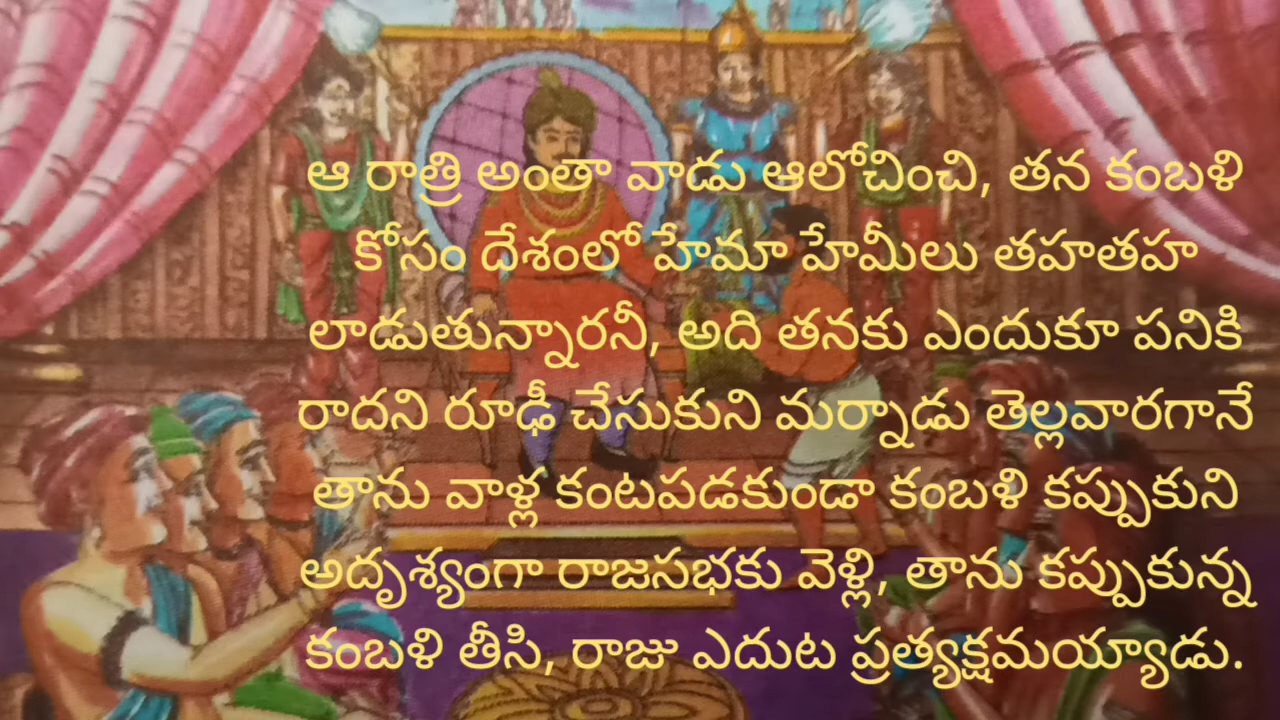 ఆ రాత్రి అంతా వాడు ఆలోచించి, తన కంబళి
కోసం దేశంలో హేమా హేమీలు తహతహ
లాడుతున్నారనీ, అది తనకు ఎందుకూ పనికి
రాదని రూఢీ చేసుకుని మర్నాడు తెల్లవారగానే
తాను వాళ్ల కంటపడకుండా కంబళి కప్పుకుని
అదృశ్యంగా రాజసభకు వెళ్లి, తాను కప్పుకున్న
కంబళి తీసి, రాజు ఎదుట ప్రత్యక్షమయ్యాడు.